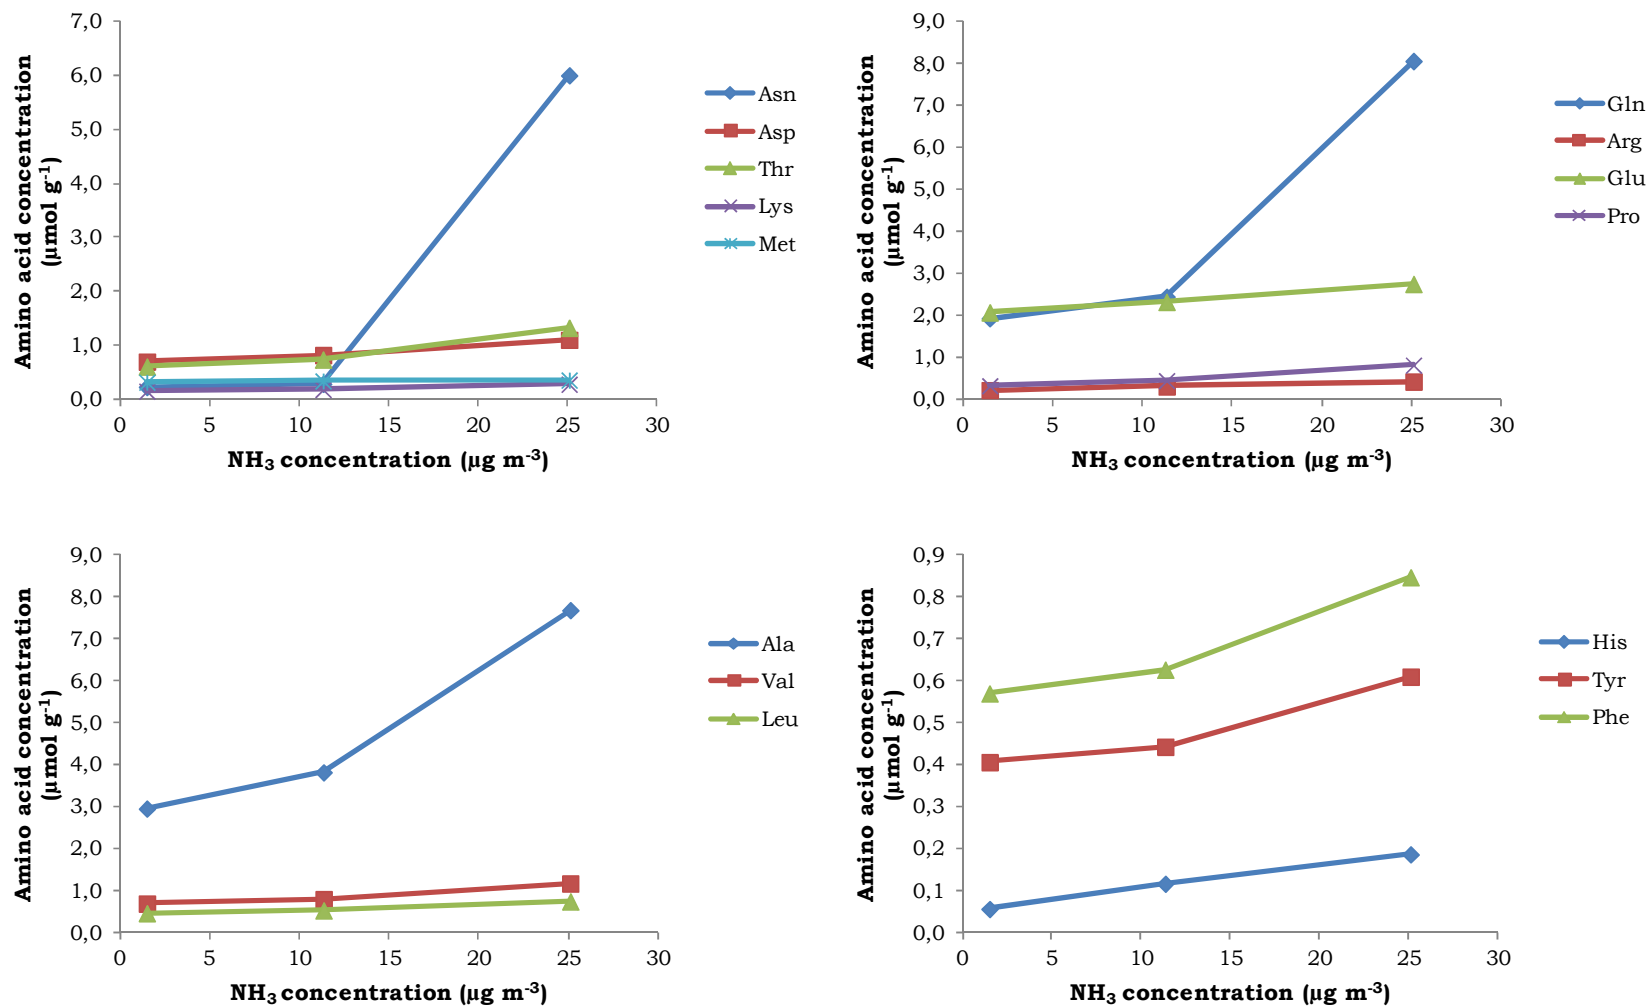 Amino acid concentration
(µmol g-1)
7,0
6,0
5,0
4,0
3,0
2,0
1,0
0,0
0 5 10 15 20 25 30
NH3 concentration (µg m-3)
Asn
Asp
Thr
Lys
Met
Amino acid concentration
(µmol g-1)
9,0
8,0
7,0
6,0
5,0
4,0
3,0
2,0
1,0
0,0
0 5 10 15 20 25 30
NH3 concentration (µg m-3)
Gln
Arg
Glu
Pro
Amino acid concentration
(µmol g-1)
9,0
8,0
7,0
6,0
5,0
4,0
3,0
2,0
1,0
0,0
0 5 10 15 20 25 30
NH3 concentration (µg m-3)
Ala
Val
Leu
Amino acid concentration
(µmol g-1)
0,9
0,8
0,7
0,6
0,5
0,4
0,3
0,2
0,1
0,0
0 5 10 15 20 25 30
NH3 concentration (µg m-3)
His
Tyr
Phe